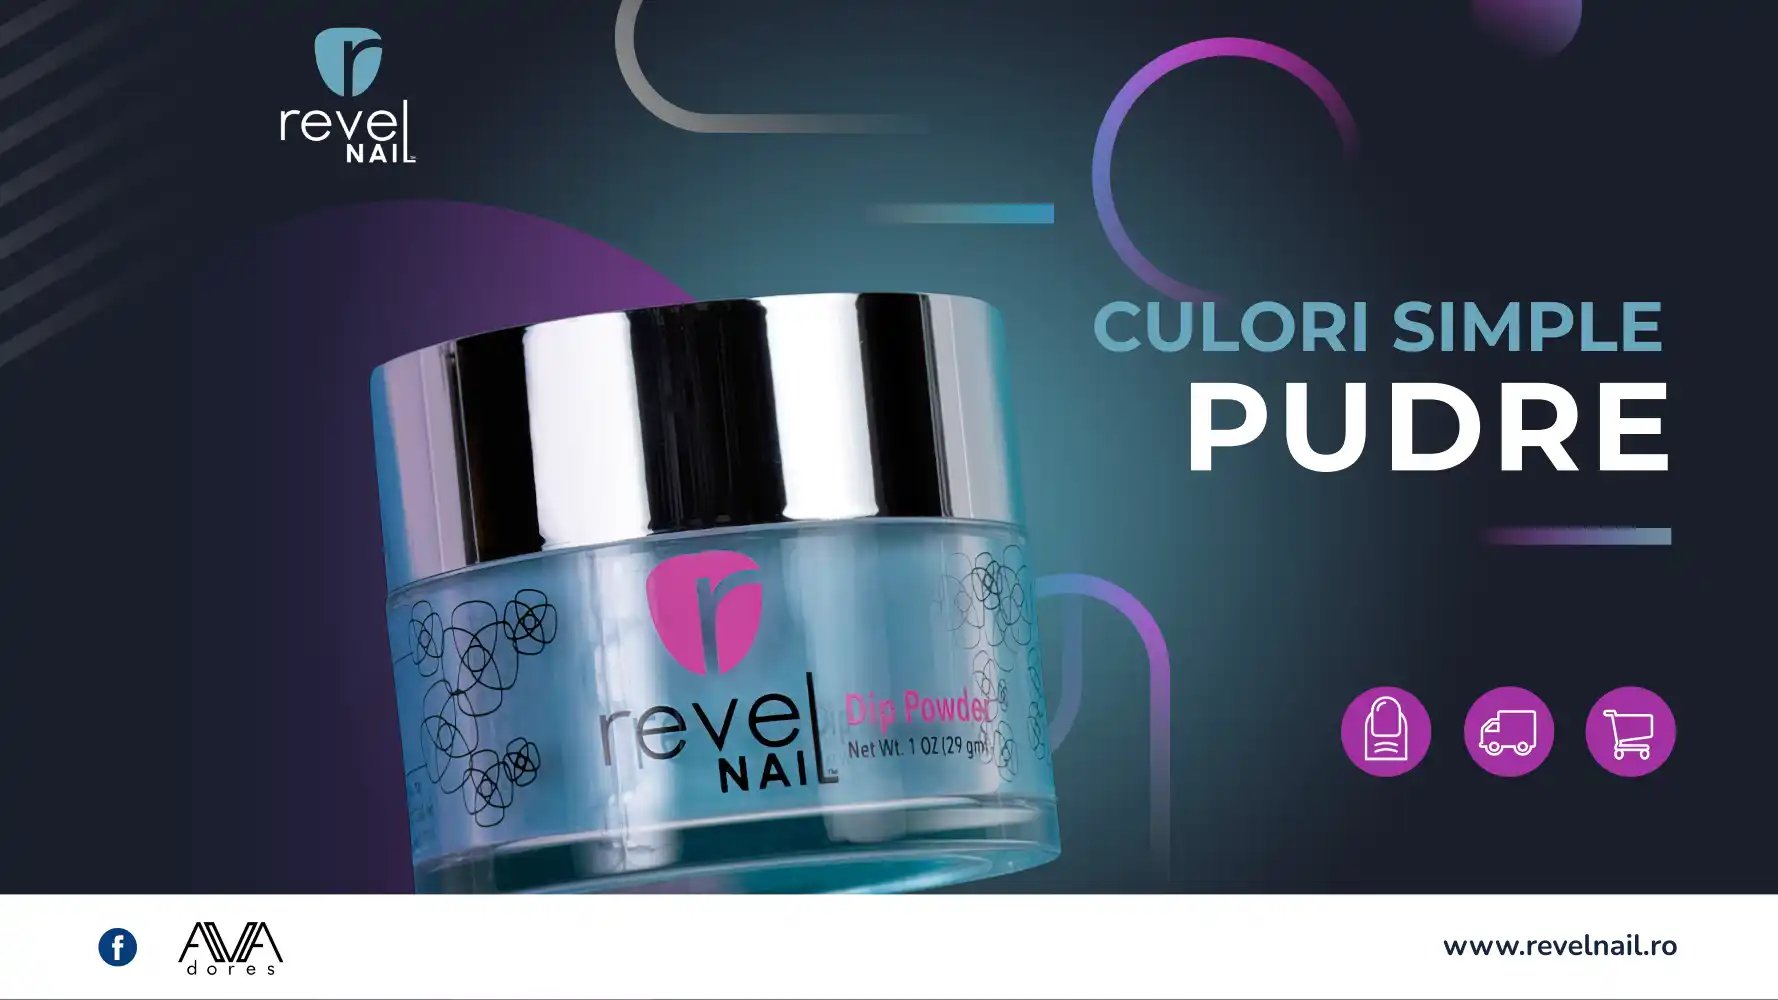 revel
NAIL
CULORI SIMPLE
PUDRE
revel
NAIL
Dip Powder
Net Wt. 1 OZ (29 gm)
AVA
dores
www.revelnail.ro